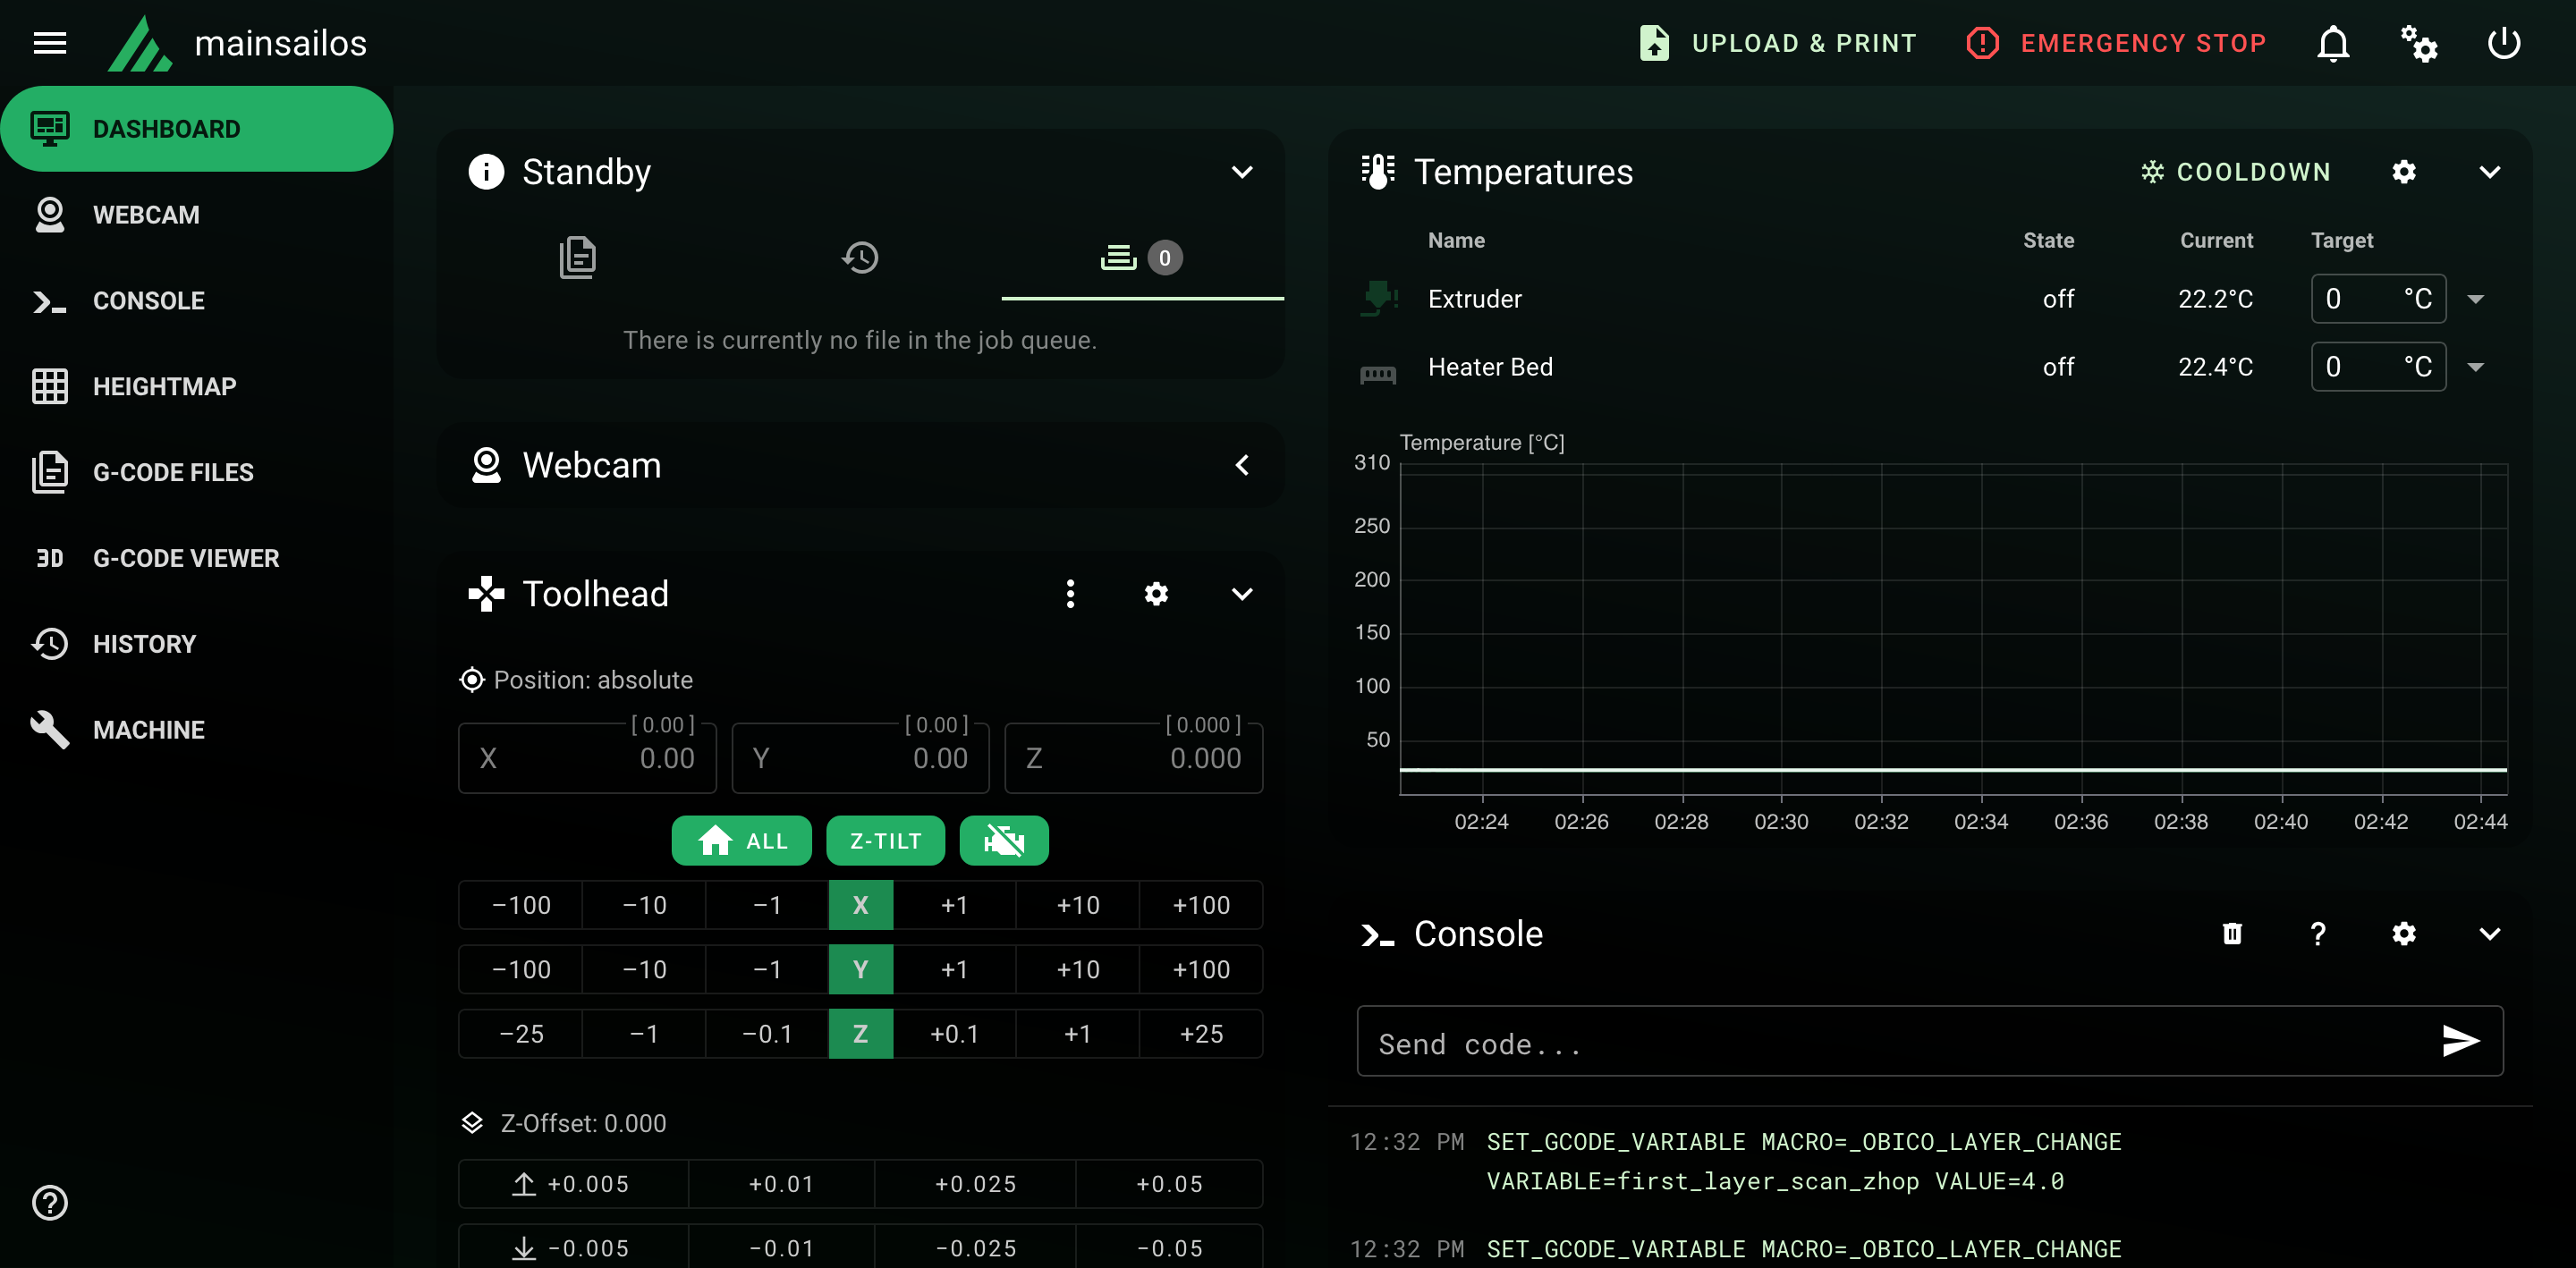 mainsailos
UPLOAD & PRINT
EMERGENCY STOP
DASHBOARD
WEBCAM
CONSOLE
HEIGHTMAP
G-CODE FILES
3D G-CODE VIEWER
HISTORY
MACHINE
Standby
0
There is currently no file in the job queue.
Webcam
Toolhead
Position: absolute
[ 0.00 ] [ 0.00 ] [ 0.000 ]
X 0.00 Y 0.00 Z 0.000
ALL Z-TILT
−100 −10 −1 X +1 +10 +100
−100 −10 −1 Y +1 +10 +100
−25 −1 −0.1 Z +0.1 +1 +25
Z-Offset: 0.000
+0.005 +0.01 +0.025 +0.05
−0.005 −0.01 −0.025 −0.05
Temperatures
COOLDOWN
Name State Current Target
Extruder off 22.2°C 0 °C
Heater Bed off 22.4°C 0 °C
Temperature [°C]
310
250
200
150
100
50
02:24 02:26 02:28 02:30 02:32 02:34 02:36 02:38 02:40 02:42 02:44
Console
?
Send code...
12:32 PM SET_GCODE_VARIABLE MACRO=_OBICO_LAYER_CHANGE
VARIABLE=first_layer_scan_zhop VALUE=4.0
12:32 PM SET_GCODE_VARIABLE MACRO=_OBICO_LAYER_CHANGE